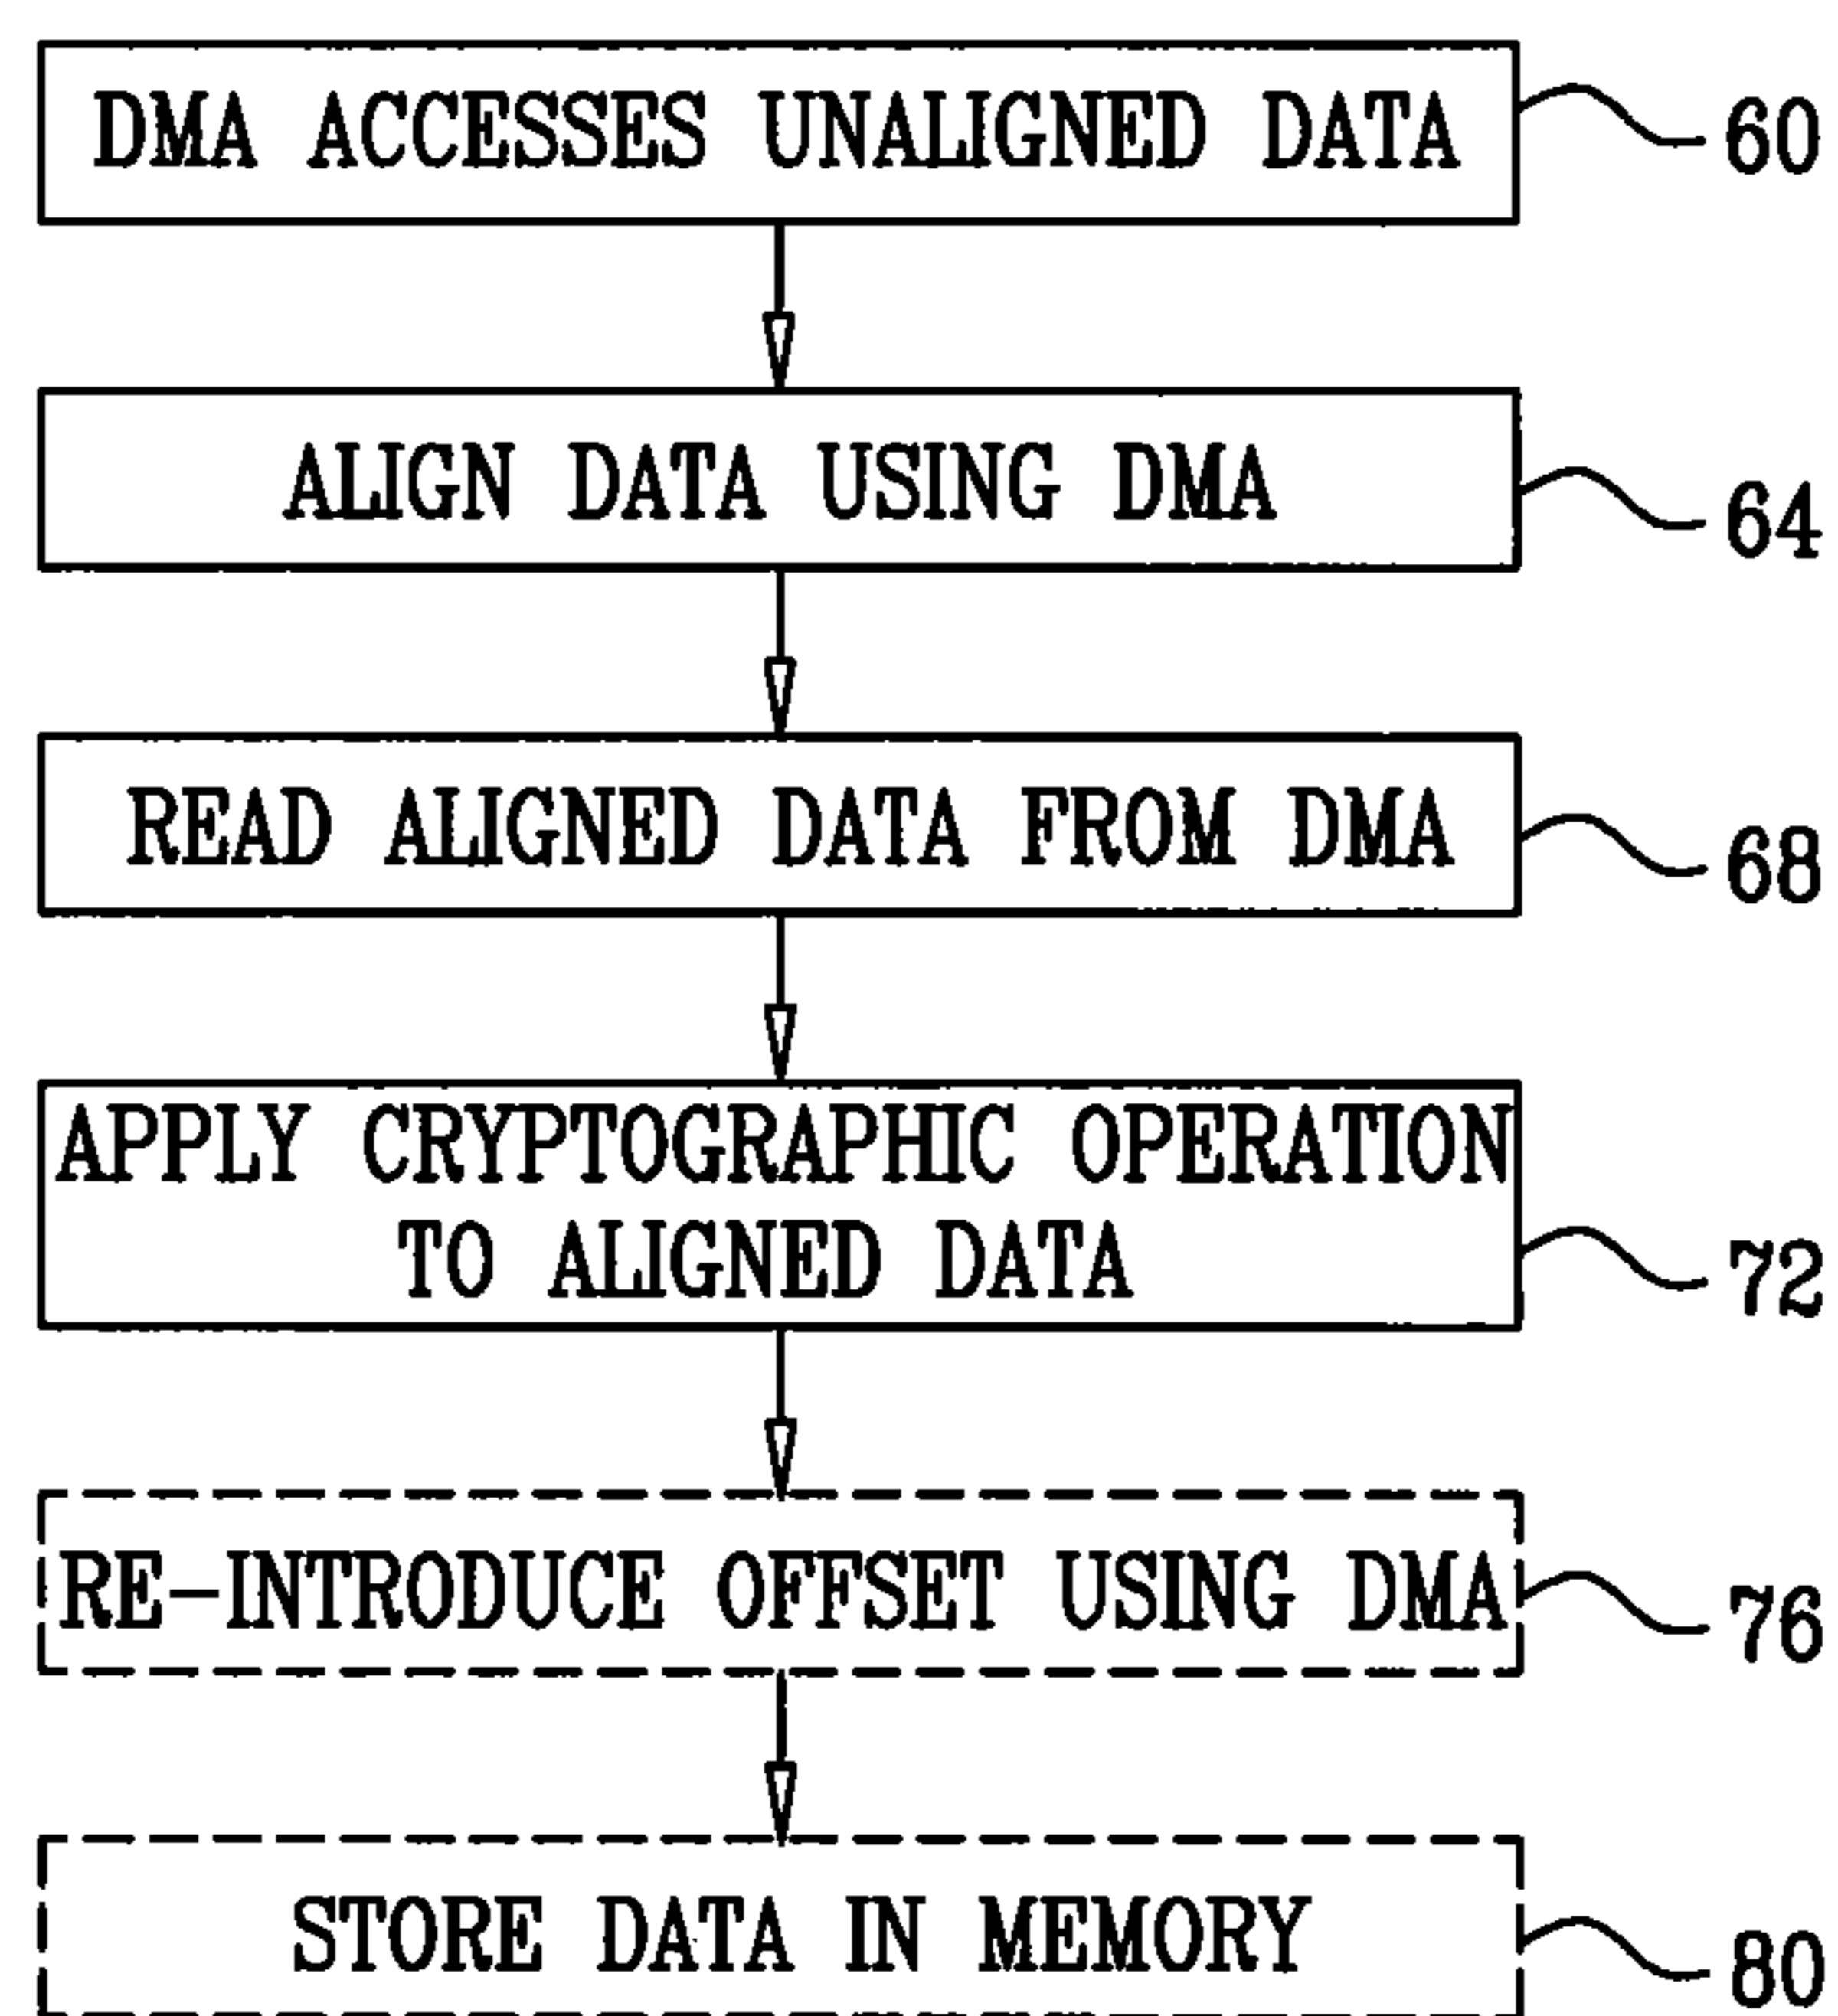 DMA ACCESSES UNALIGNED DATA
60
ALIGN DATA USING DMA
64
READ ALIGNED DATA FROM DMA
68
APPLY CRYPTOGRAPHIC OPERATION
TO ALIGNED DATA
72
RE-INTRODUCE OFFSET USING DMA
76
STORE DATA IN MEMORY
80